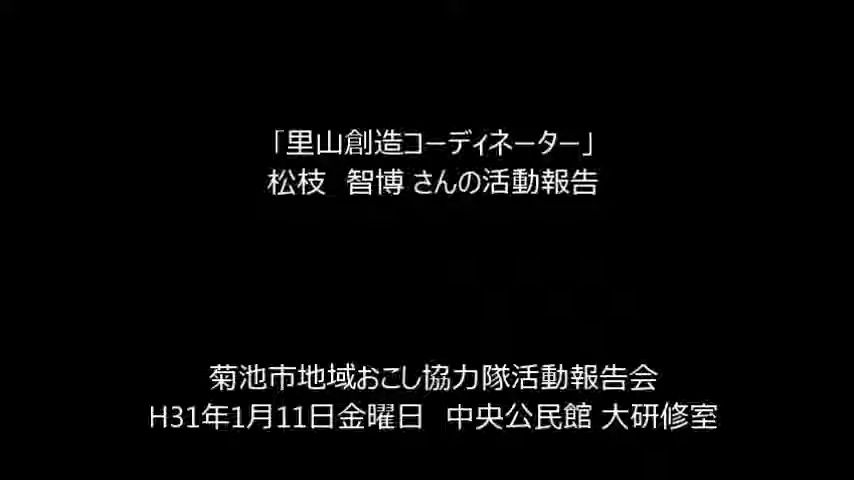 「里山創造コーディネーター」
松枝　智博 さんの活動報告
菊池市地域おこし協力隊活動報告会
H31年1月11日金曜日　中央公民館 大研修室